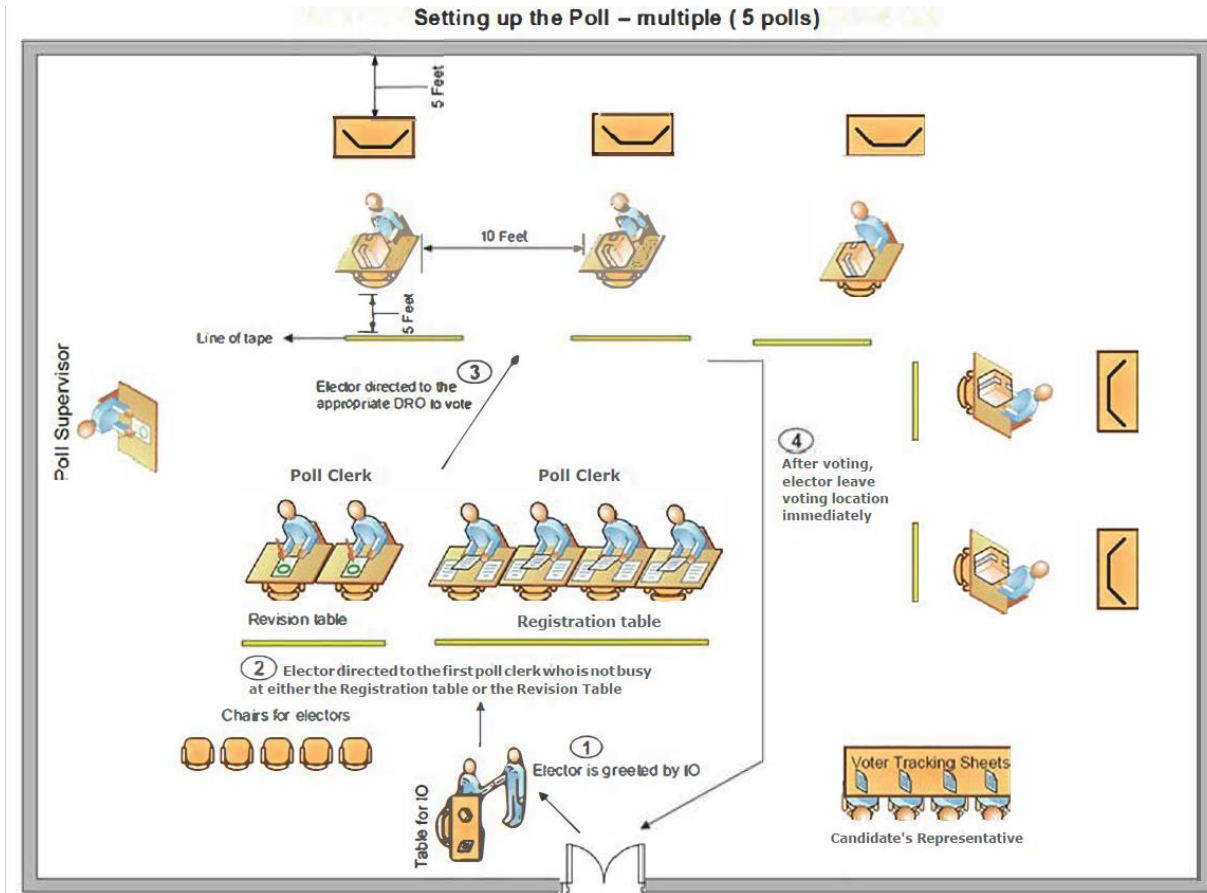 Setting up the Poll – multiple ( 5 polls)
5 Feet
10 Feet
5 Feet
Line of tape
3
Elector directed to the
appropriate DRO to vote
Poll Supervisor
4
After voting,
elector leave
voting location
immediately
Poll Clerk
Poll Clerk
Revision table
Registration table
2 Elector directed to the first poll clerk who is not busy
at either the Registration table or the Revision Table
Chairs for electors
1
Elector is greeted by IO
Table for IO
Voter Tracking Sheets
Candidate's Representative